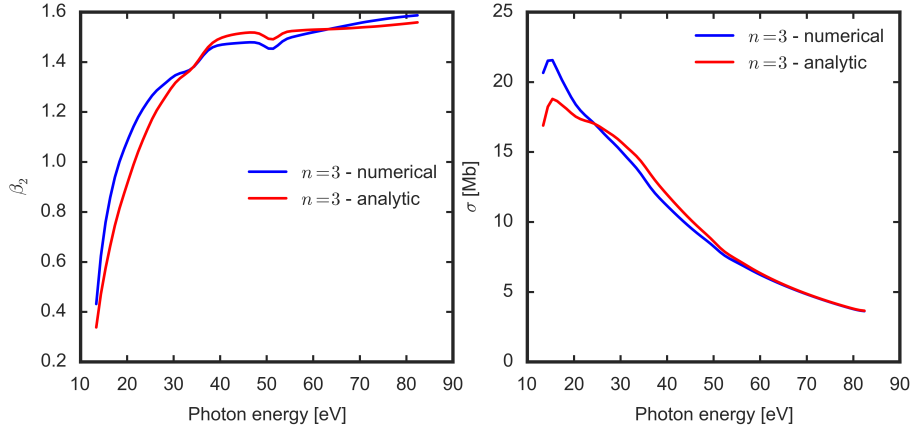 1.6
1.4
1.2
1.0
0.8
0.6
0.4
0.2
β₂
n=3 - numerical
n=3 - analytic
10 20 30 40 50 60 70 80 90
Photon energy [eV]
25
20
15
10
5
0
σ [Mb]
n=3 - numerical
n=3 - analytic
10 20 30 40 50 60 70 80 90
Photon energy [eV]